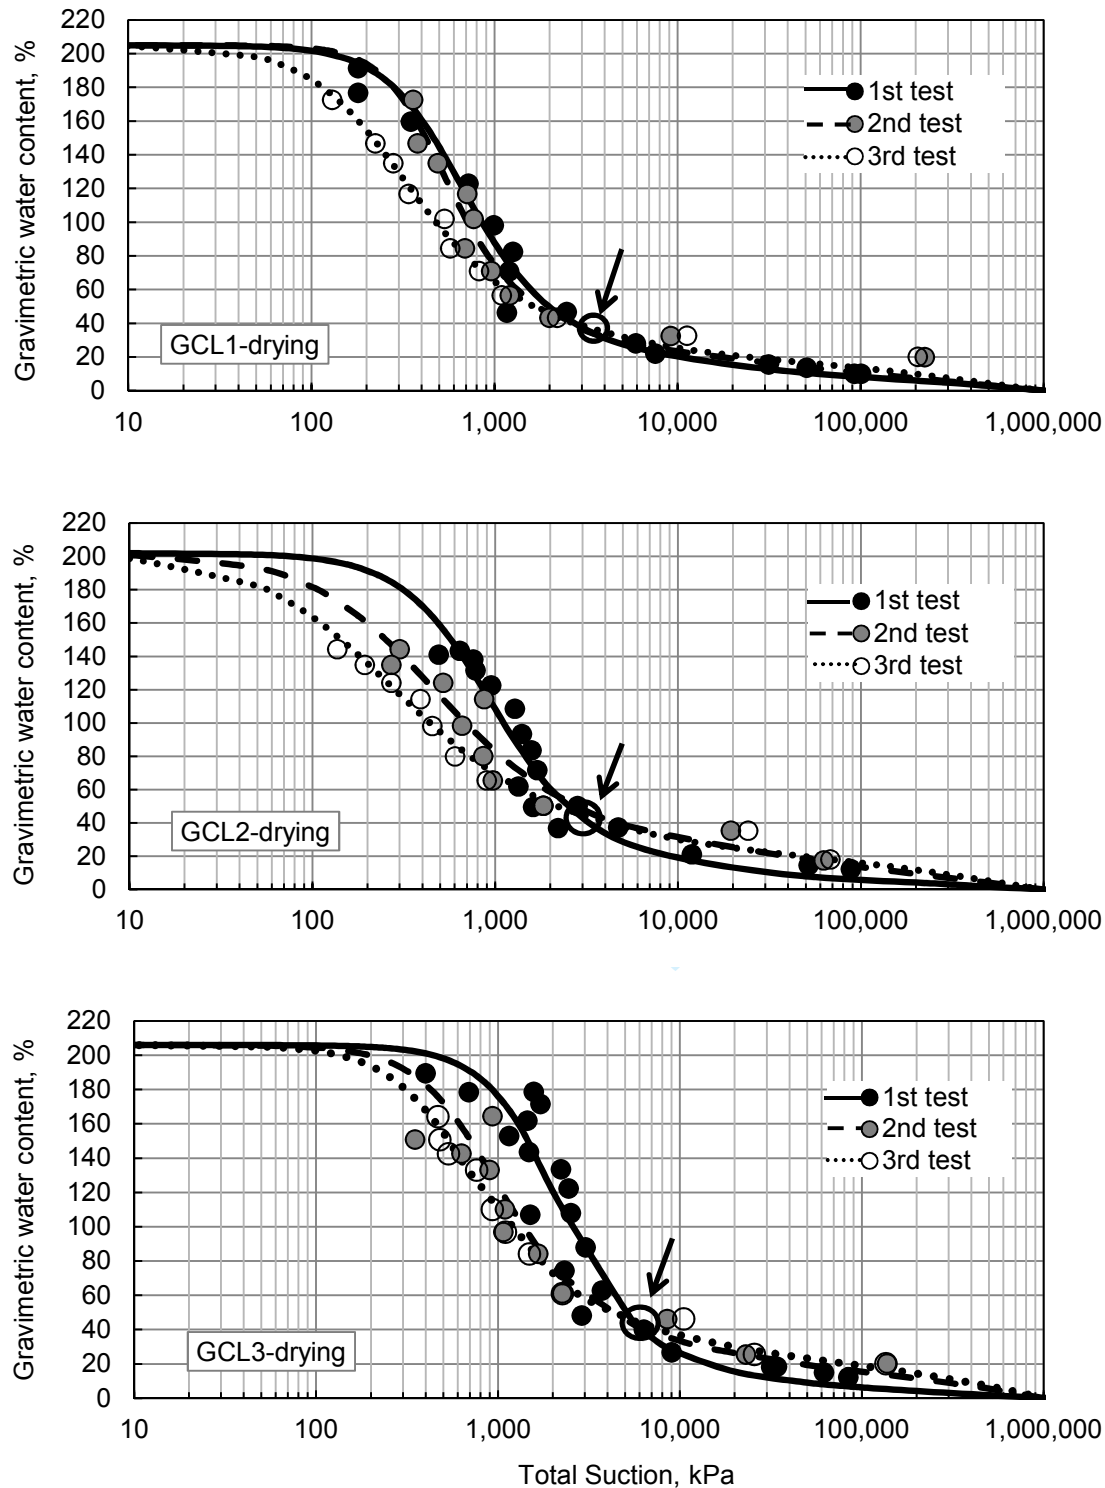 Gravimetric water content, %
220
200
180
160
140
120
100
80
60
40
20
0
1st test
2nd test
3rd test
GCL1-drying
10 100 1,000 10,000 100,000 1,000,000
Gravimetric water content, %
220
200
180
160
140
120
100
80
60
40
20
0
1st test
2nd test
3rd test
GCL2-drying
10 100 1,000 10,000 100,000 1,000,000
Gravimetric water content, %
220
200
180
160
140
120
100
80
60
40
20
0
1st test
2nd test
3rd test
GCL3-drying
10 100 1,000 10,000 100,000 1,000,000
Total Suction, kPa